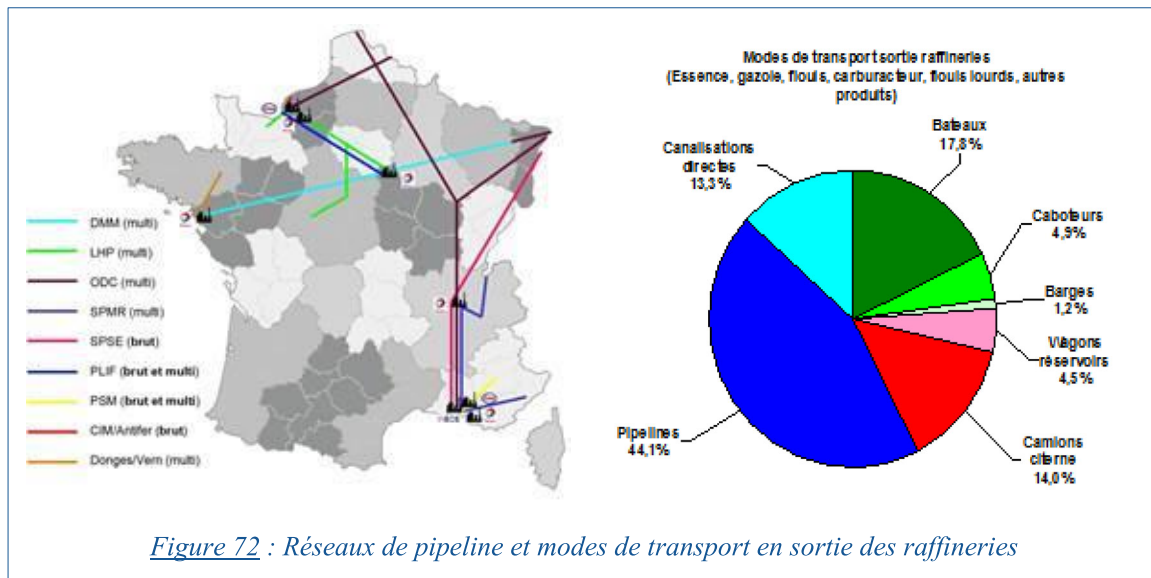 DMM (multi)
LHP (multi)
ODC (multi)
SPMR (multi)
SPSE (brut)
PLIF (brut et multi)
PSM (brut et multi)
CIM/Antifer (brut)
Donges/Vern (multi)
Modes de transport sortie raffineries
(Essence, gazole, fiouls, carburacteur, fiouls lourds, autres
produits)
Bateaux
17,8%
Caboteurs
4,9%
Barges
1,2%
Wagons
réservoirs
4,5%
Camions
citerne
14,0%
Pipelines
44,1%
Canalisations
directes
13,3%
Figure 72 : Réseaux de pipeline et modes de transport en sortie des raffineries